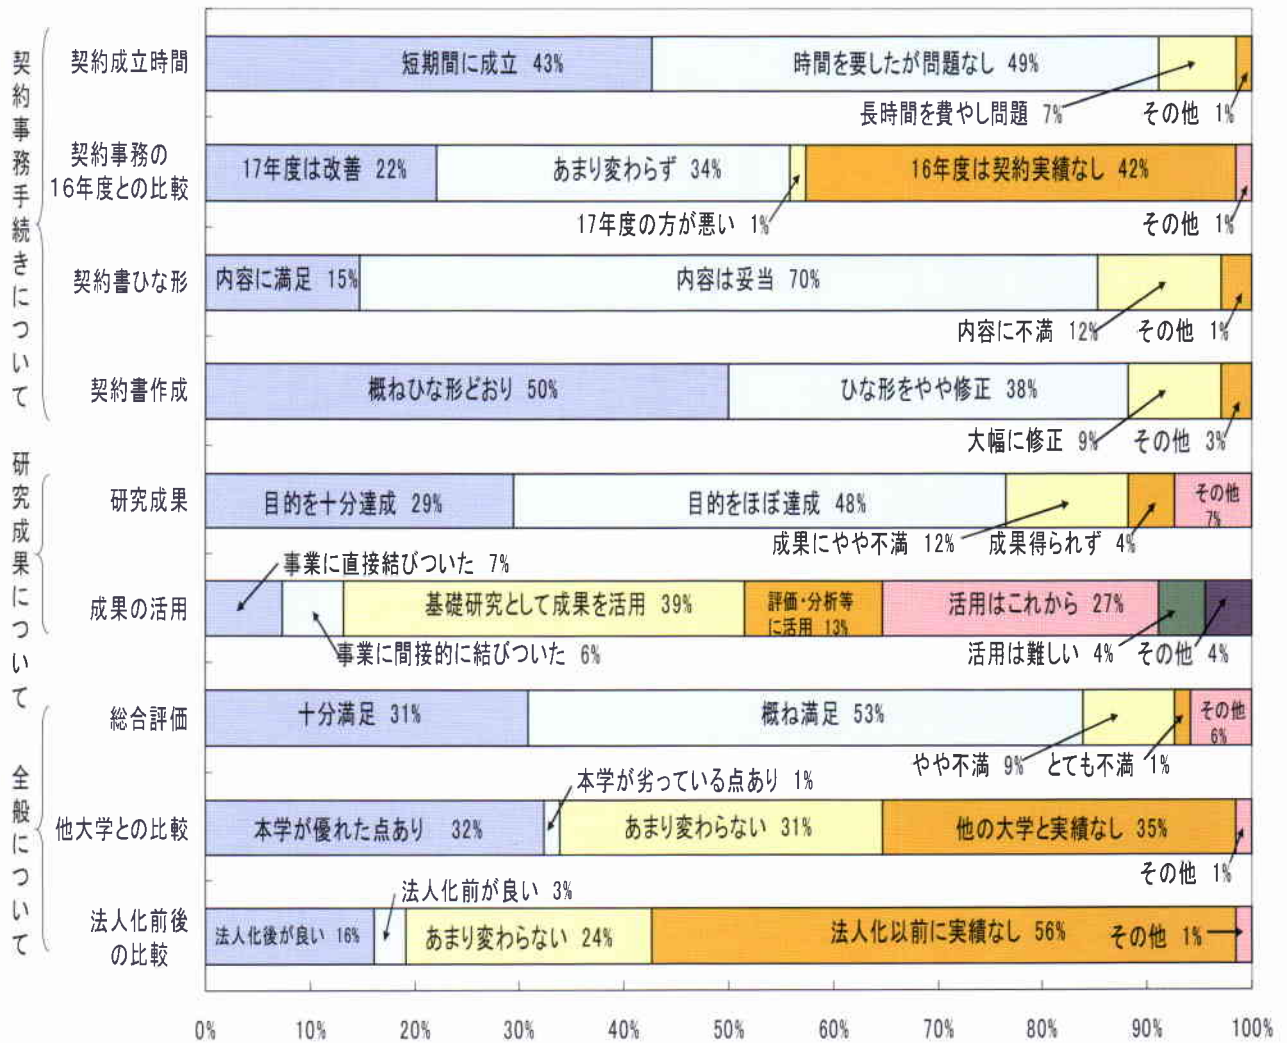 契約事務手続きについて
契約成立時間
短期間に成立 43%
時間を要したが問題なし 49%
長時間を費やし問題 7%
その他 1%
契約事務の
16年度との比較
17年度は改善 22%
あまり変わらず 34%
16年度は契約実績なし 42%
17年度の方が悪い 1%
その他 1%
契約書ひな形
内容に満足 15%
内容は妥当 70%
内容に不満 12%
その他 1%
契約書作成
概ねひな形どおり 50%
ひな形をやや修正 38%
大幅に修正 9%
その他 3%
研究成果について
研究成果
目的を十分達成 29%
目的をほぼ達成 48%
その他
7%
成果にやや不満 12%
成果得られず 4%
事業に直接結びついた 7%
成果の活用
基礎研究として成果を活用 39%
評価・分析等
に活用 13%
活用はこれから 27%
事業に間接的に結びついた 6%
活用は難しい 4%
その他 4%
全般について
総合評価
十分満足 31%
概ね満足 53%
その他
6%
やや不満 9%
とても不満 1%
本学が劣っている点あり 1%
他大学との比較
本学が優れた点あり 32%
あまり変わらない 31%
他の大学と実績なし 35%
その他 1%
法人化前が良い 3%
法人化前後
の比較
法人化後が良い 16%
あまり変わらない 24%
法人化以前に実績なし 56%
その他 1%
0% 10% 20% 30% 40% 50% 60% 70% 80% 90% 100%